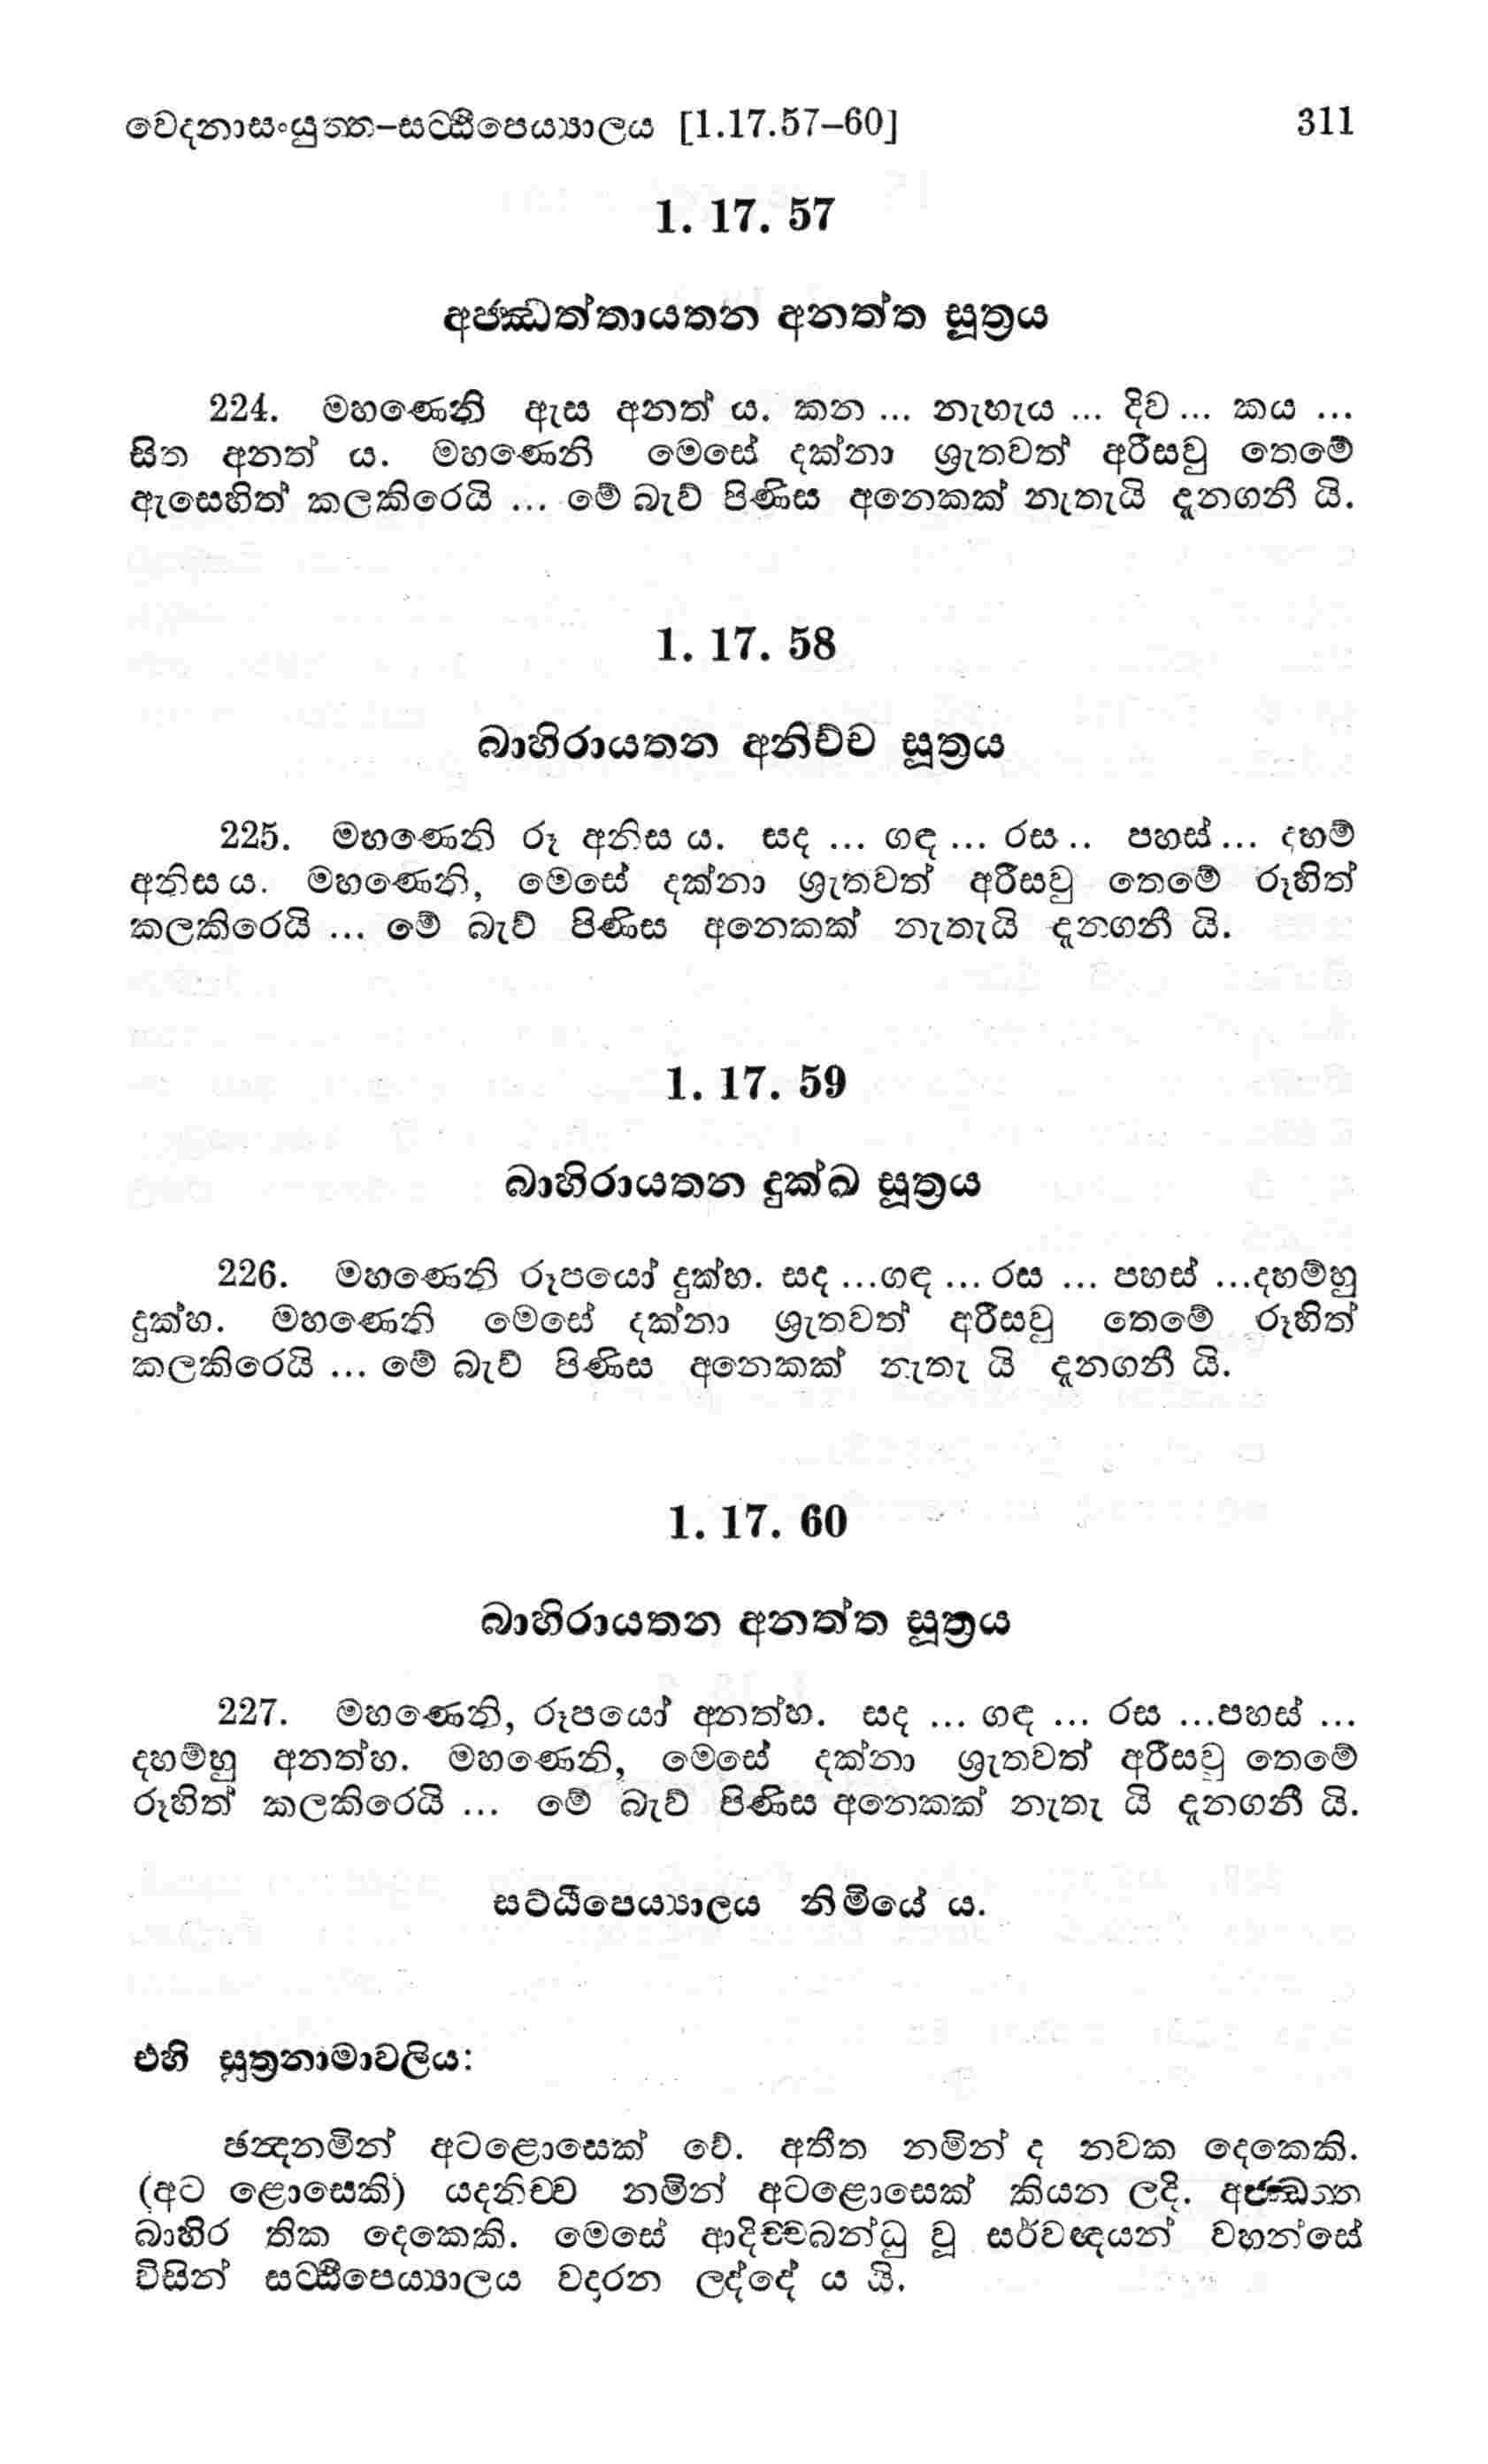 වෙදනාසංයුත්ත–සට්ඨිපෙය්‍යාලය [1.17.57–60] 311
1. 17. 57
අජ්ඣත්තායතන අනත්ත සූත්‍රය
224. මහණෙනි ඇස අනත් ය. කන ... නැහැය ... දිව ... කය ...
සිත අනත් ය. මහණෙනි මෙසේ දක්නා ශ්‍රැතවත් අරීසවු තෙමේ
ඇසෙහිත් කලකිරෙයි ... මේ බැව් පිණිස අනෙකක් නැතැයි දැනගනී යි.
1. 17. 58
බාහිරායතන අනිච්ච සූත්‍රය
225. මහණෙනි රූ අනිස ය. සද ... ගඳ ... රස .. පහස් ... දහම්
අනිස ය. මහණෙනි, මෙසේ දක්නා ශ්‍රැතවත් අරීසවු තෙමේ රූහිත්
කලකිරෙයි ... මේ බැව් පිණිස අනෙකක් නැතැයි දැනගනී යි.
1. 17. 59
බාහිරායතන දුක්ඛ සූත්‍රය
226. මහණෙනි රූපයෝ දුක්හ. සද ...ගඳ ... රස ... පහස් ...දහම්හු
දුක්හ. මහණෙනි මෙසේ දක්නා ශ්‍රැතවත් අරීසවු තෙමේ රූහිත්
කලකිරෙයි ... මේ බැව් පිණිස අනෙකක් නැතැ යි දැනගනී යි.
1. 17. 60
බාහිරායතන අනත්ත සූත්‍රය
227. මහණෙනි, රූපයෝ අනත්හ. සද ... ගඳ ... රස ...පහස් ...
දහම්හු අනත්හ. මහණෙනි, මෙසේ දක්නා ශ්‍රැතවත් අරීසවු තෙමේ
රූහිත් කලකිරෙයි ... මේ බැව් පිණිස අනෙකක් නැතැ යි දැනගනී යි.
සට්ඨිපෙය්‍යාලය නිමියේ ය.
එහි සූත්‍රනාමාවලිය:
ඡන්දනමින් අටළොසෙක් වේ. අතීත නමින් ද නවක දෙකෙකි.
(අට ළොසෙකි) යදනිච්ච නමින් අටළොසෙක් කියන ලදි. අජ්ඣත්ත
බාහිර තික දෙකෙකි. මෙසේ ආදිච්චබන්ධු වූ සර්වඥයන් වහන්සේ
විසින් සට්ඨිපෙය්‍යාලය වදාරන ලද්දේ ය යි.